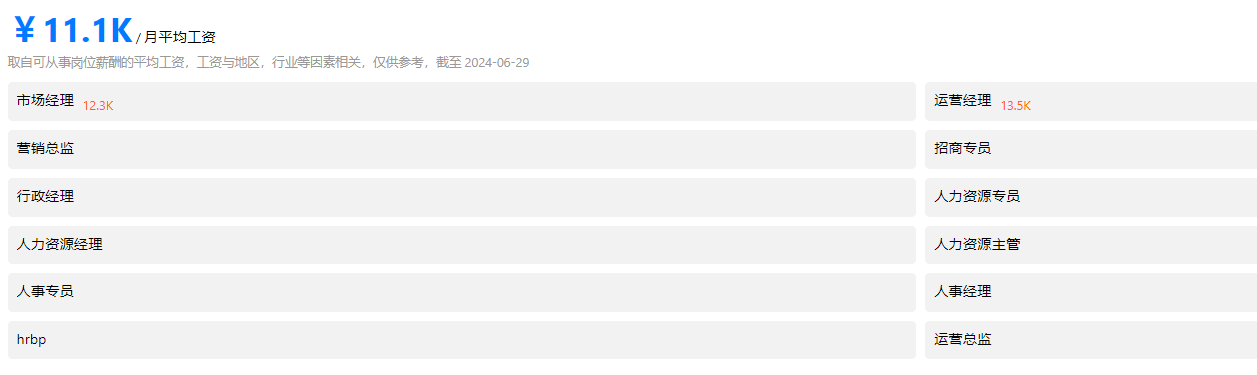 ￥11.1K / 月平均工资
取自可从事岗位薪酬的平均工资，工资与地区，行业等因素相关，仅供参考，截至 2024-06-29
市场经理 12.3K 运营经理 13.5K
营销总监 招商专员
行政经理 人力资源专员
人力资源经理 人力资源主管
人事专员 人事经理
hrbp 运营总监